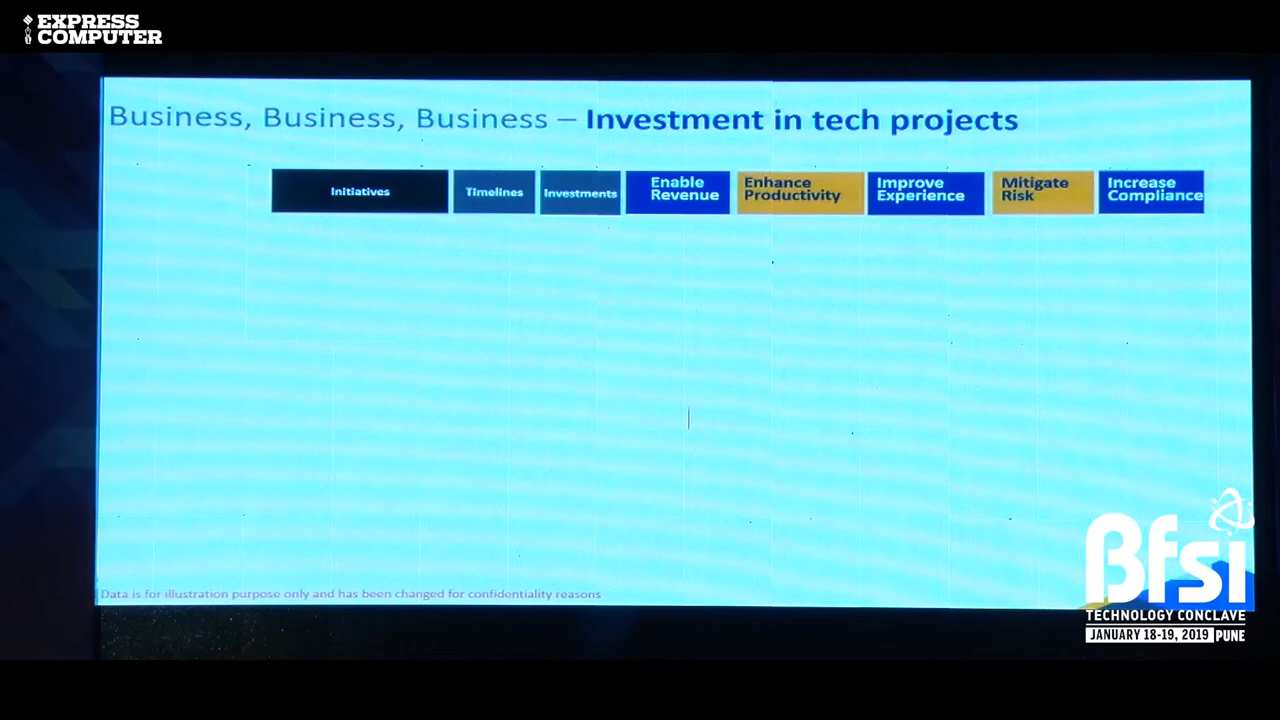 EXPRESS
COMPUTER
Business, Business, Business – Investment in tech projects
Initiatives
Timelines
Investments
Enable
Revenue
Enhance
Productivity
Improve
Experience
Mitigate
Risk
Increase
Compliance
Data is for illustration purpose only and has been changed for confidentiality reasons
Bfsi
TECHNOLOGY CONCLAVE
JANUARY 18-19, 2019 PUNE